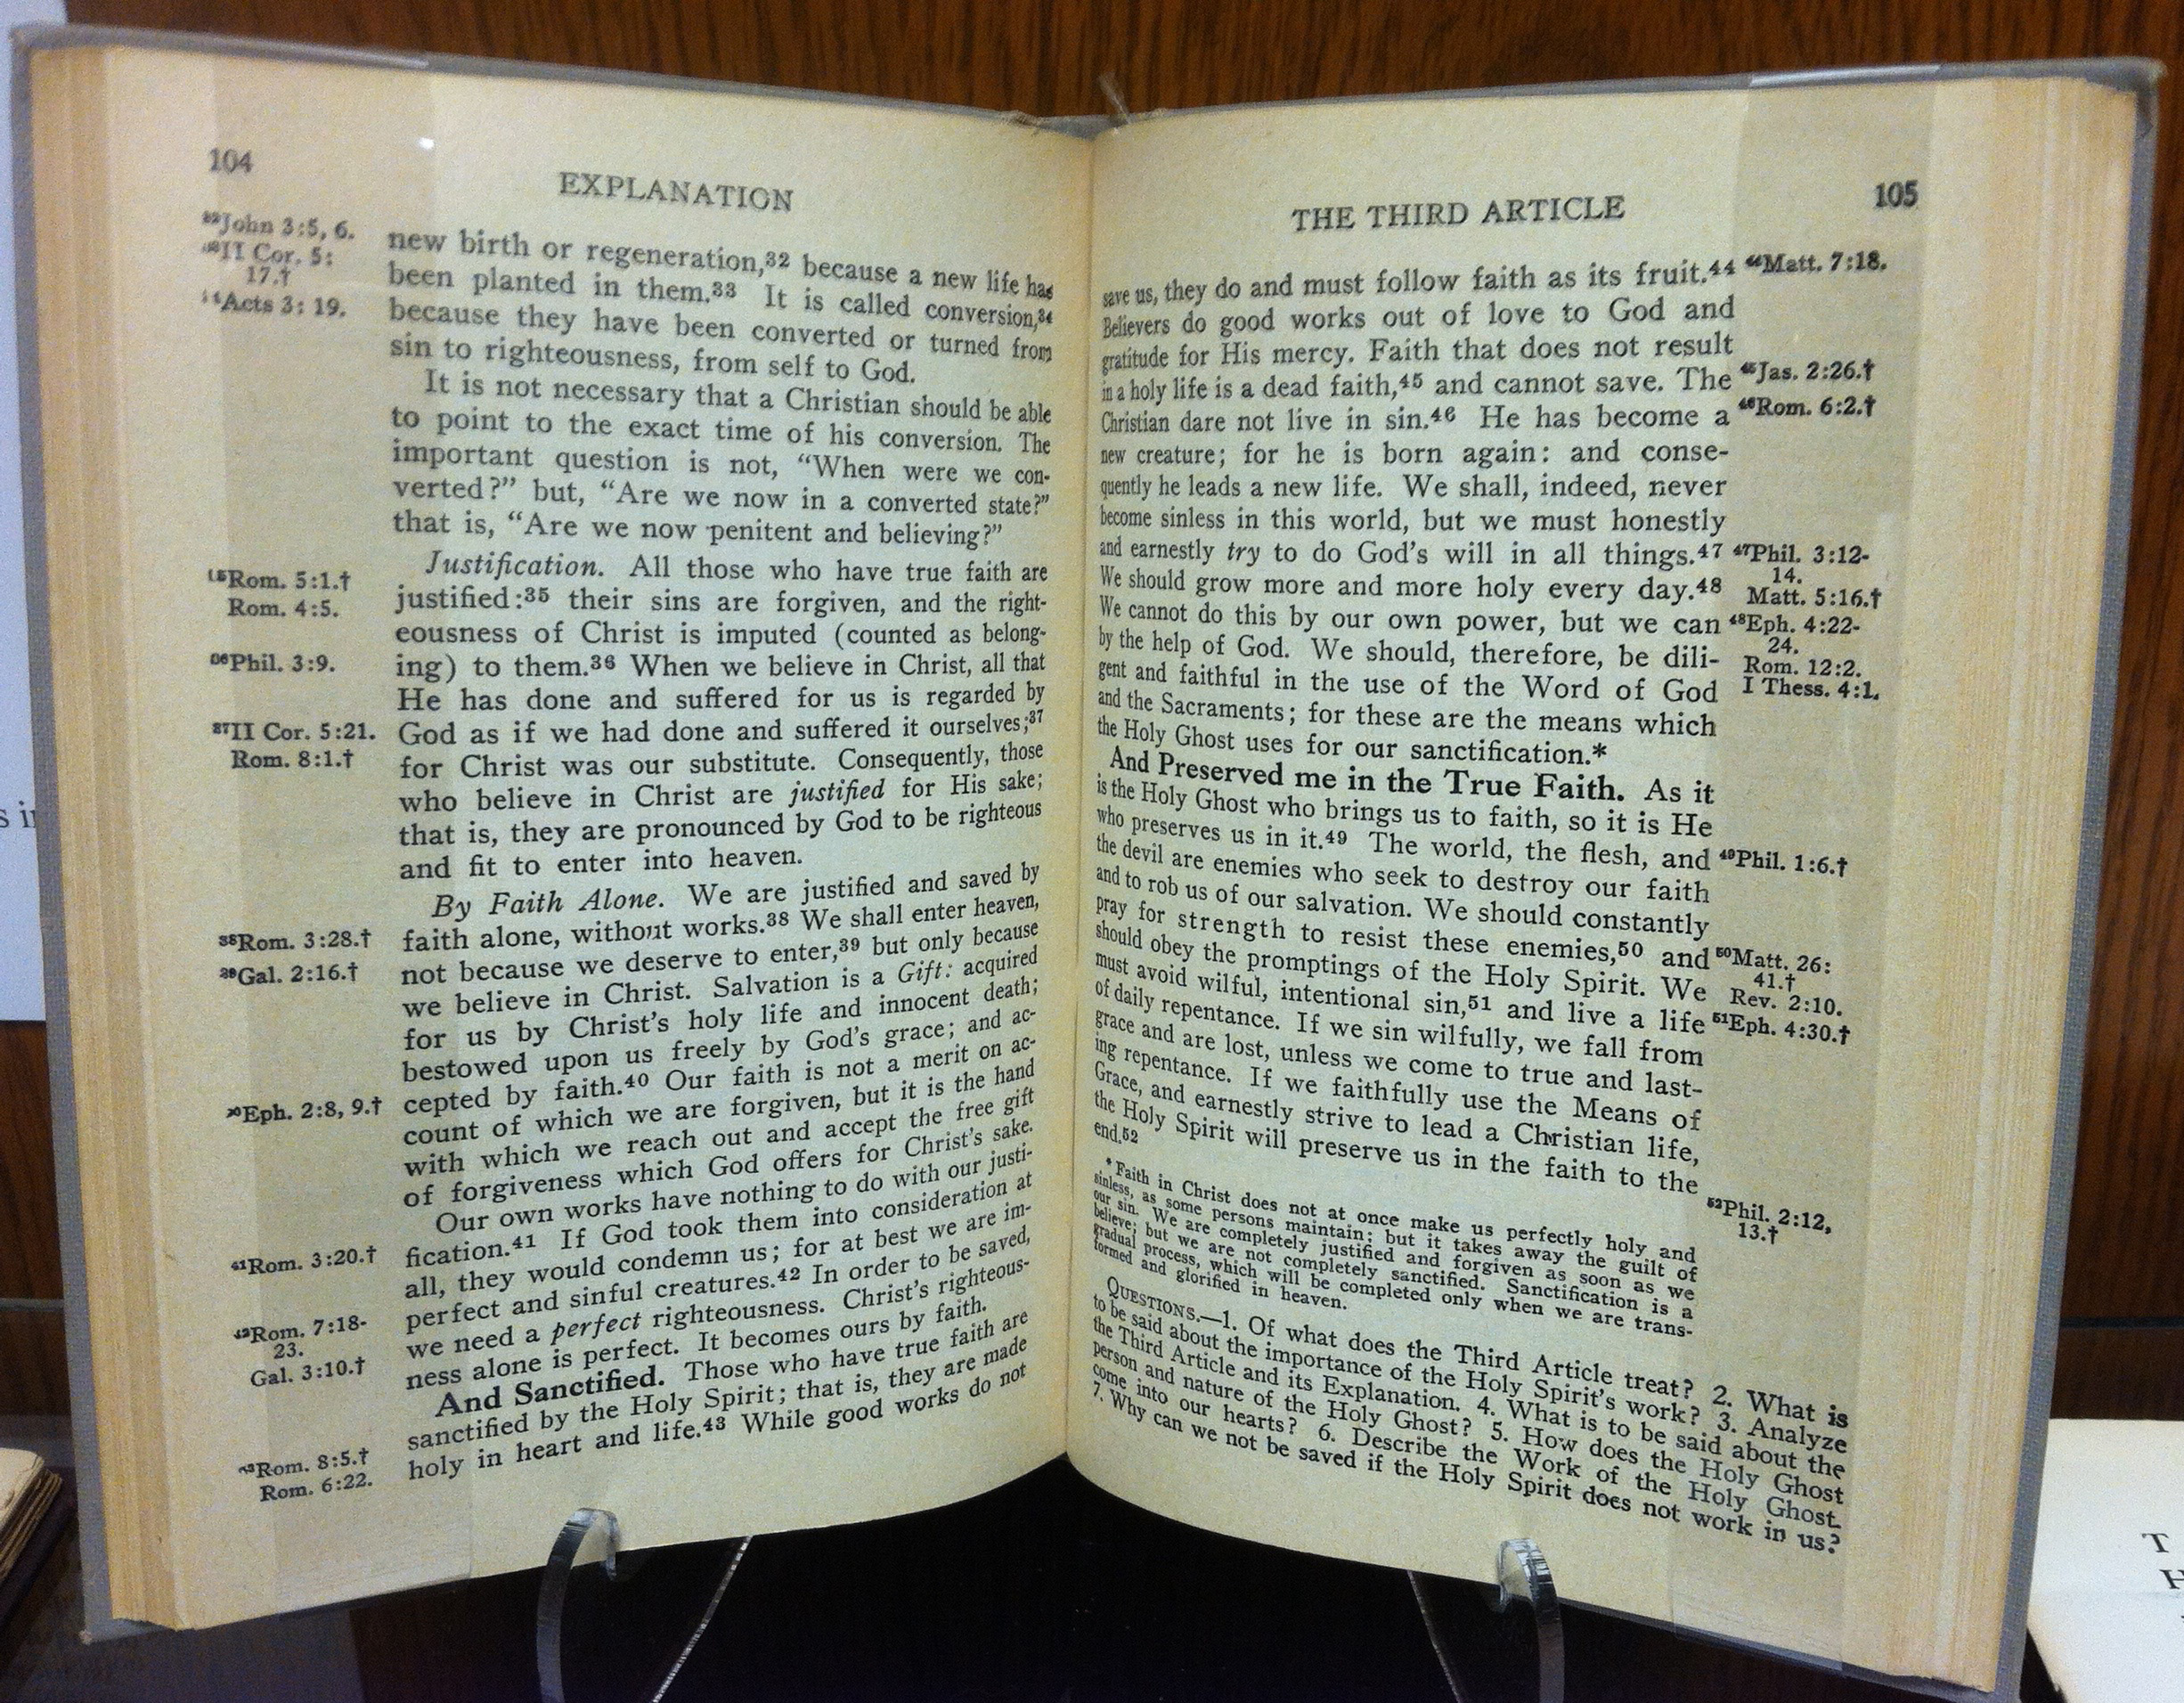 104
EXPLANATION
³²John 3:5, 6.
³³II Cor. 5:
17.†
³⁴Acts 3:19.
new birth or regeneration,³² because a new life has
been planted in them.³³ It is called conversion,³⁴
because they have been converted or turned from
sin to righteousness, from self to God.
It is not necessary that a Christian should be able
to point to the exact time of his conversion. The
important question is not, “When were we con-
verted?” but, “Are we now in a converted state?”
that is, “Are we now penitent and believing?”
³⁵Rom. 5:1.†
Rom. 4:5.
³⁶Phil. 3:9.
³⁷II Cor. 5:21.
Rom. 8:1.†
Justification. All those who have true faith are
justified:³⁵ their sins are forgiven, and the right-
eousness of Christ is imputed (counted as belong-
ing) to them.³⁶ When we believe in Christ, all that
He has done and suffered for us is regarded by
God as if we had done and suffered it ourselves;³⁷
for Christ was our substitute. Consequently, those
who believe in Christ are justified for His sake;
that is, they are pronounced by God to be righteous
and fit to enter into heaven.
³⁸Rom. 3:28.†
³⁹Gal. 2:16.†
⁴⁰Eph. 2:8, 9.†
By Faith Alone. We are justified and saved by
faith alone, without works.³⁸ We shall enter heaven,
not because we deserve to enter,³⁹ but only because
we believe in Christ. Salvation is a Gift: acquired
for us by Christ’s holy life and innocent death;
bestowed upon us freely by God’s grace; and ac-
cepted by faith.⁴⁰ Our faith is not a merit on ac-
count of which we are forgiven, but it is the hand
with which we reach out and accept the free gift
of forgiveness which God offers for Christ’s sake.
⁴¹Rom. 3:20.†
⁴²Rom. 7:18-
23.
Gal. 3:10.†
Our own works have nothing to do with our justi-
fication.⁴¹ If God took them into consideration at
all, they would condemn us; for at best we are im-
perfect and sinful creatures.⁴² In order to be saved,
we need a perfect righteousness. Christ’s righteous-
ness alone is perfect. It becomes ours by faith.
⁴³Rom. 8:5.†
Rom. 6:22.
And Sanctified. Those who have true faith are
sanctified by the Holy Spirit; that is, they are made
holy in heart and life.⁴³ While good works do not
THE THIRD ARTICLE
105
save us, they do and must follow faith as its fruit.⁴⁴
Believers do good works out of love to God and
gratitude for His mercy. Faith that does not result
in a holy life is a dead faith,⁴⁵ and cannot save. The
Christian dare not live in sin.⁴⁶ He has become a
new creature; for he is born again: and conse-
quently he leads a new life. We shall, indeed, never
become sinless in this world, but we must honestly
and earnestly try to do God’s will in all things.⁴⁷
We should grow more and more holy every day.⁴⁸
We cannot do this by our own power, but we can
by the help of God. We should, therefore, be dili-
gent and faithful in the use of the Word of God
and the Sacraments; for these are the means which
the Holy Ghost uses for our sanctification.*
⁴⁴Matt. 7:18.
⁴⁵Jas. 2:26.†
⁴⁶Rom. 6:2.†
⁴⁷Phil. 3:12-
14.
Matt. 5:16.†
⁴⁸Eph. 4:22-
24.
Rom. 12:2.
I Thess. 4:1.
And Preserved me in the True Faith. As it
is the Holy Ghost who brings us to faith, so it is He
who preserves us in it.⁴⁹ The world, the flesh, and
the devil are enemies who seek to destroy our faith
and to rob us of our salvation. We should constantly
pray for strength to resist these enemies,⁵⁰ and
should obey the promptings of the Holy Spirit. We
must avoid wilful, intentional sin,⁵¹ and live a life
of daily repentance. If we sin wilfully, we fall from
grace and are lost, unless we come to true and last-
ing repentance. If we faithfully use the Means of
Grace, and earnestly strive to lead a Christian life,
the Holy Spirit will preserve us in the faith to the
end.⁵²
⁴⁹Phil. 1:6.†
⁵⁰Matt. 26:
41.†
Rev. 2:10.
⁵¹Eph. 4:30.†
⁵²Phil. 2:12,
13.†
* Faith in Christ does not at once make us perfectly holy and
sinless, as some persons maintain; but it takes away the guilt of
our sin. We are completely justified and forgiven as soon as we
believe; but we are not completely sanctified. Sanctification is a
gradual process, which will be completed only when we are trans-
formed and glorified in heaven.
QUESTIONS.—1. Of what does the Third Article treat? 2. What is
to be said about the importance of the Holy Spirit’s work? 3. Analyze
the Third Article and its Explanation. 4. What is to be said about the
person and nature of the Holy Ghost? 5. How does the Holy Ghost
come into our hearts? 6. Describe the Work of the Holy Ghost.
7. Why can we not be saved if the Holy Spirit does not work in us?